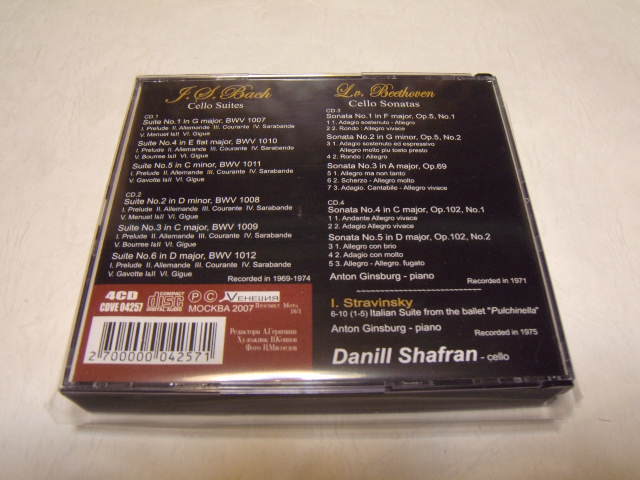 J. S. Bach
Cello Suites
CD.1
Suite No.1 in G major, BWV 1007
I. Prelude II. Allemande III. Courante IV. Sarabande
V. Menuet I&II VI. Gigue
Suite No.4 in E flat major, BWV 1010
I. Prelude II. Allemande III. Courante IV. Sarabande
V. Bourree I&II VI. Gigue
Suite No.5 in C minor, BWV 1011
I. Prelude II. Allemande III. Courante IV. Sarabande
V. Gavotte I&II VI. Gigue
CD.2
Suite No.2 in D minor, BWV 1008
I. Prelude II. Allemande III. Courante IV. Sarabande
V. Menuet I&II VI. Gigue
Suite No.3 in C major, BWV 1009
I. Prelude II. Allemande III. Courante IV. Sarabande
V. Bourree I&II VI. Gigue
Suite No.6 in D major, BWV 1012
I. Prelude II. Allemande III. Courante IV. Sarabande
V. Gavotte I&II VI. Gigue
Recorded in 1969-1974
4CD
CDVE 04257
COMPACT
disc
DIGITAL AUDIO
P C
VЕНЕЦИЯ
МОСКВА 2007
2 700000 042571
L.v. Beethoven
Cello Sonatas
CD.3
Sonata No.1 in F major, Op.5, No.1
1 1. Adagio sostenuto - Allegro
2 2. Rondo : Allegro vivace
Sonata No.2 in G minor, Op.5, No.2
3 1. Adagio sostenuto ed espressivo
Allegro molto piu tosto presto
4 2. Rondo : Allegro
Sonata No.3 in A major, Op.69
5 1. Allegro ma non tanto
6 2. Scherzo - Allegro molto
7 3. Adagio. Cantabile - Allegro vivace
CD.4
Sonata No.4 in C major, Op.102, No.1
1 1. Andante Allegro vivace
2 2. Adagio Allegro vivace
Sonata No.5 in D major, Op.102, No.2
3 1. Allegro con brio
4 2. Adagio con molto
5 3. Allegro - Allegro. fugato
Anton Ginsburg - piano
Recorded in 1971
I. Stravinsky
6-10 (1-5) Italian Suite from the ballet "Pulchinella"
Anton Ginsburg - piano
Recorded in 1975
Danill Shafran - cello